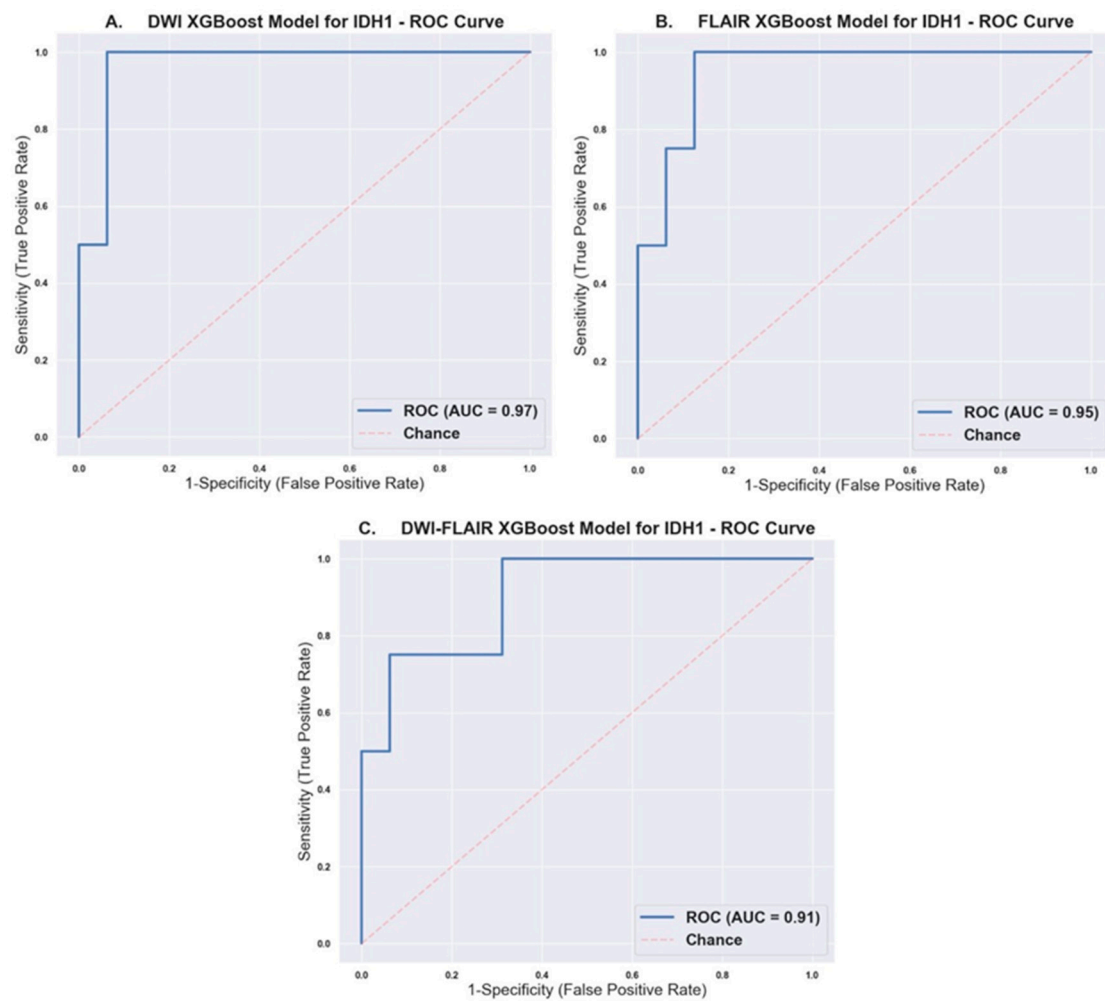 A. DWI XGBoost Model for IDH1 - ROC Curve
1.0
0.8
0.6
0.4
0.2
0.0
Sensitivity (True Positive Rate)
ROC (AUC = 0.97)
Chance
0.0 0.2 0.4 0.6 0.8 1.0
1-Specificity (False Positive Rate)
B. FLAIR XGBoost Model for IDH1 - ROC Curve
1.0
0.8
0.6
0.4
0.2
0.0
Sensitivity (True Positive Rate)
ROC (AUC = 0.95)
Chance
0.0 0.2 0.4 0.6 0.8 1.0
1-Specificity (False Positive Rate)
C. DWI-FLAIR XGBoost Model for IDH1 - ROC Curve
1.0
0.8
0.6
0.4
0.2
0.0
Sensitivity (True Positive Rate)
ROC (AUC = 0.91)
Chance
0.0 0.2 0.4 0.6 0.8 1.0
1-Specificity (False Positive Rate)